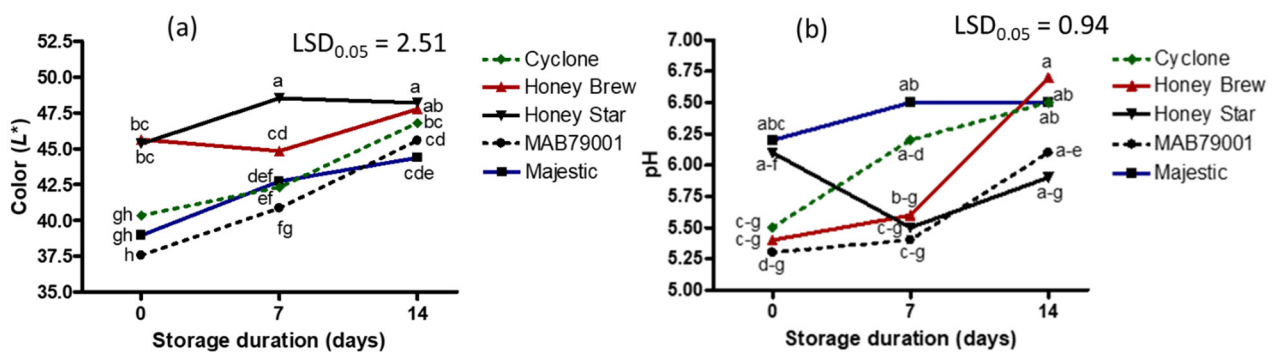 (a)
LSD0.05 = 2.51
52.5
50.0
47.5
45.0
42.5
40.0
37.5
35.0
Color (L*)
bc
bc
gh
gh
h
a
cd
def
ef
fg
a
ab
bc
cd
cde
0
7
14
Storage duration (days)
Cyclone
Honey Brew
Honey Star
MAB79001
Majestic
(b)
LSD0.05 = 0.94
7.00
6.75
6.50
6.25
6.00
5.75
5.50
5.25
5.00
pH
abc
a-f
c-g
c-g
d-g
ab
a-d
b-g
c-g
c-g
a
ab
ab
a-e
a-g
0
7
14
Storage duration (days)
Cyclone
Honey Brew
Honey Star
MAB79001
Majestic